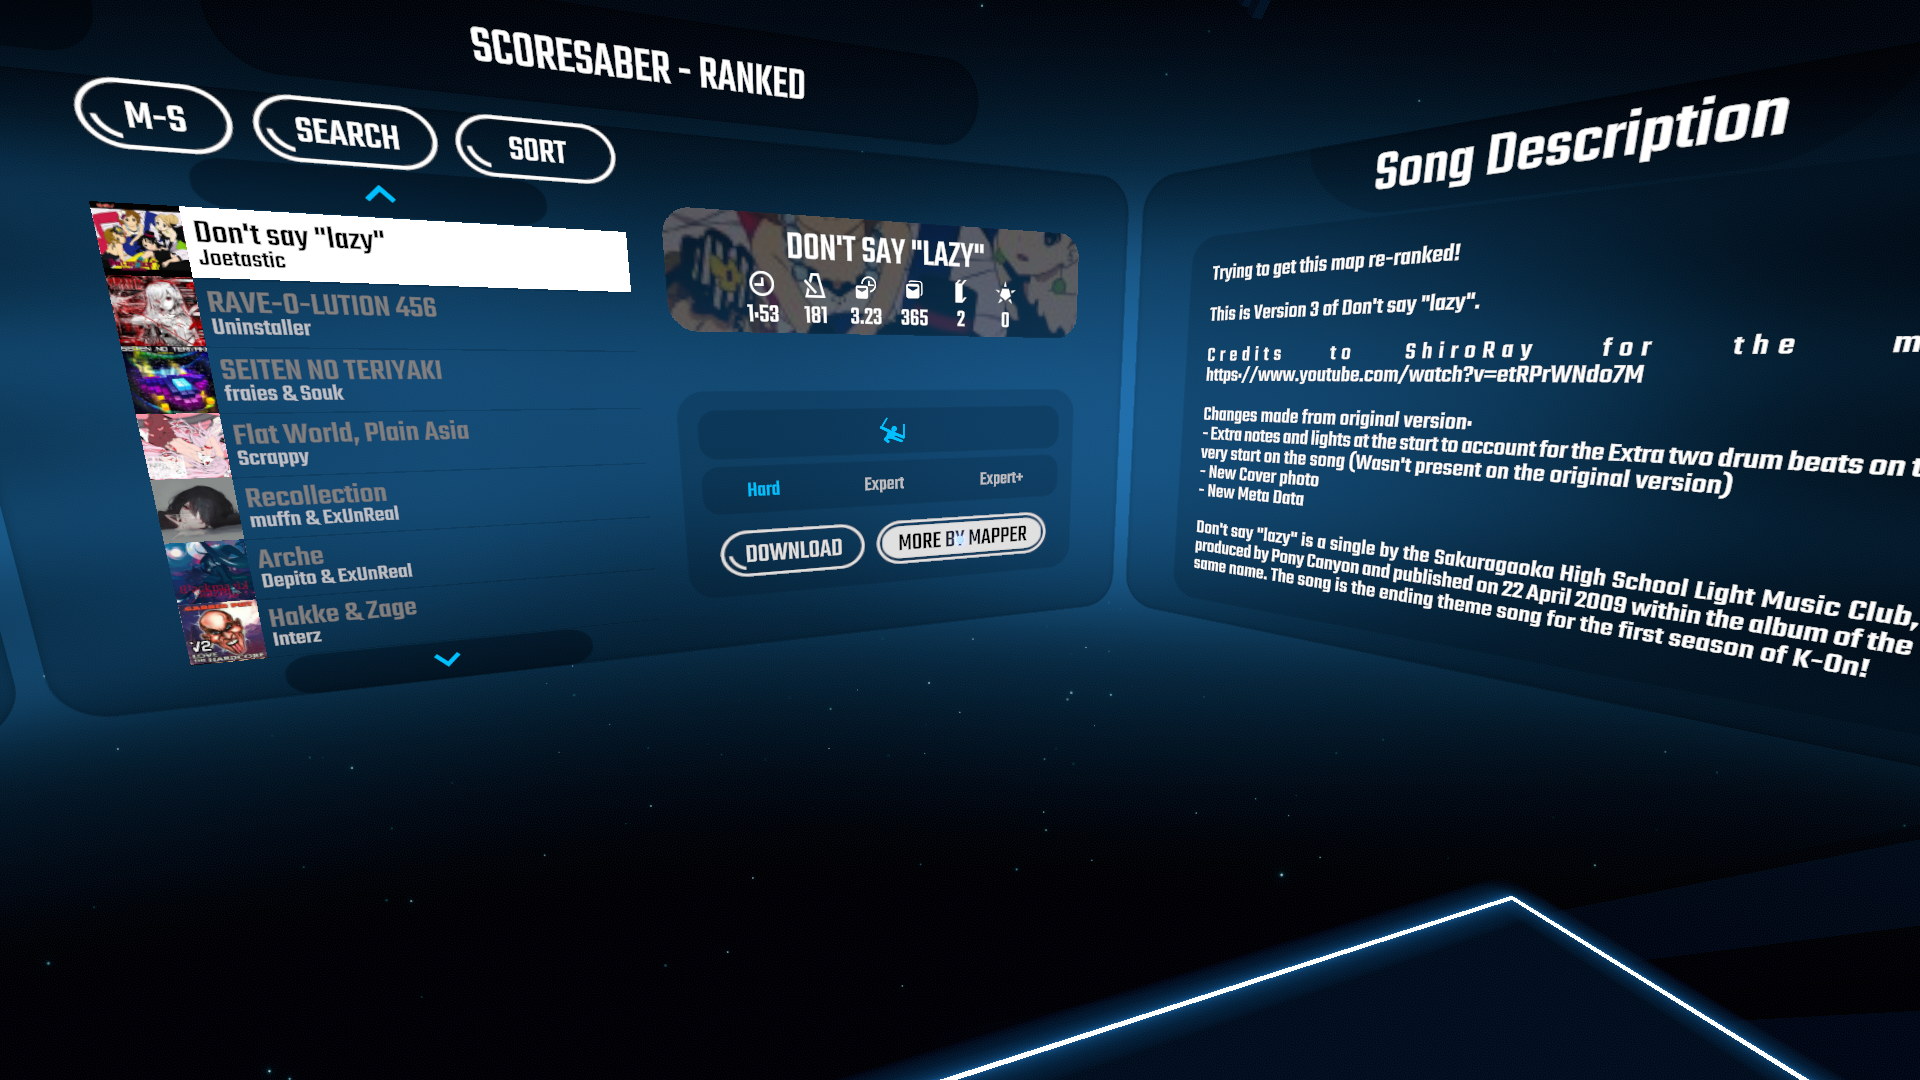 SCORESABER - RANKED
M-S
SEARCH
SORT
Don't say "lazy"
Joetastic
RAVE-O-LUTION 456
Uninstaller
SEITEN NO TERIYAKI
fraies & Souk
Flat World, Plain Asia
Scrappy
Recollection
muffn & ExUnReal
Arche
Depito & ExUnReal
Hakke & Zage
Interz
DON'T SAY "LAZY"
1:53 181 3.23 365 2 0
Hard Expert Expert+
DOWNLOAD
MORE BY MAPPER
Song Description
Trying to get this map re-ranked!
This is Version 3 of Don't say "lazy".
Credits to ShiroRay for the m
https://www.youtube.com/watch?v=etRPrWNdo7M
Changes made from original version:
- Extra notes and lights at the start to account for the Extra two drum beats on t
very start on the song (Wasn't present on the original version)
- New Cover photo
- New Meta Data
Don't say "lazy" is a single by the Sakuragaoka High School Light Music Club,
produced by Pony Canyon and published on 22 April 2009 within the album of the
same name. The song is the ending theme song for the first season of K-On!